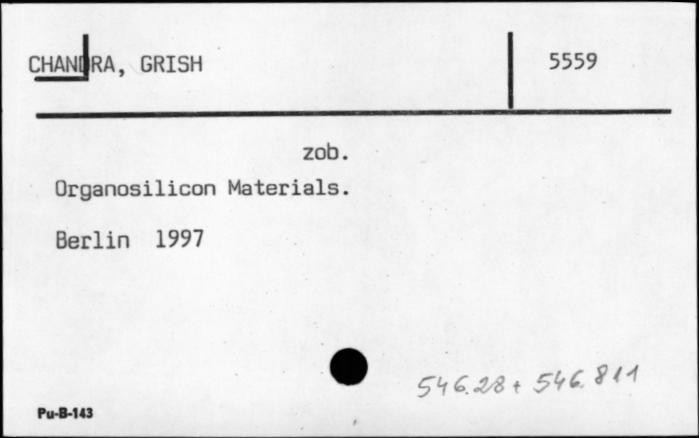 CHANDRA, GRISH 5559
zob.
Organosilicon Materials.
Berlin 1997
546.28 + 546.811
Pu-B-143